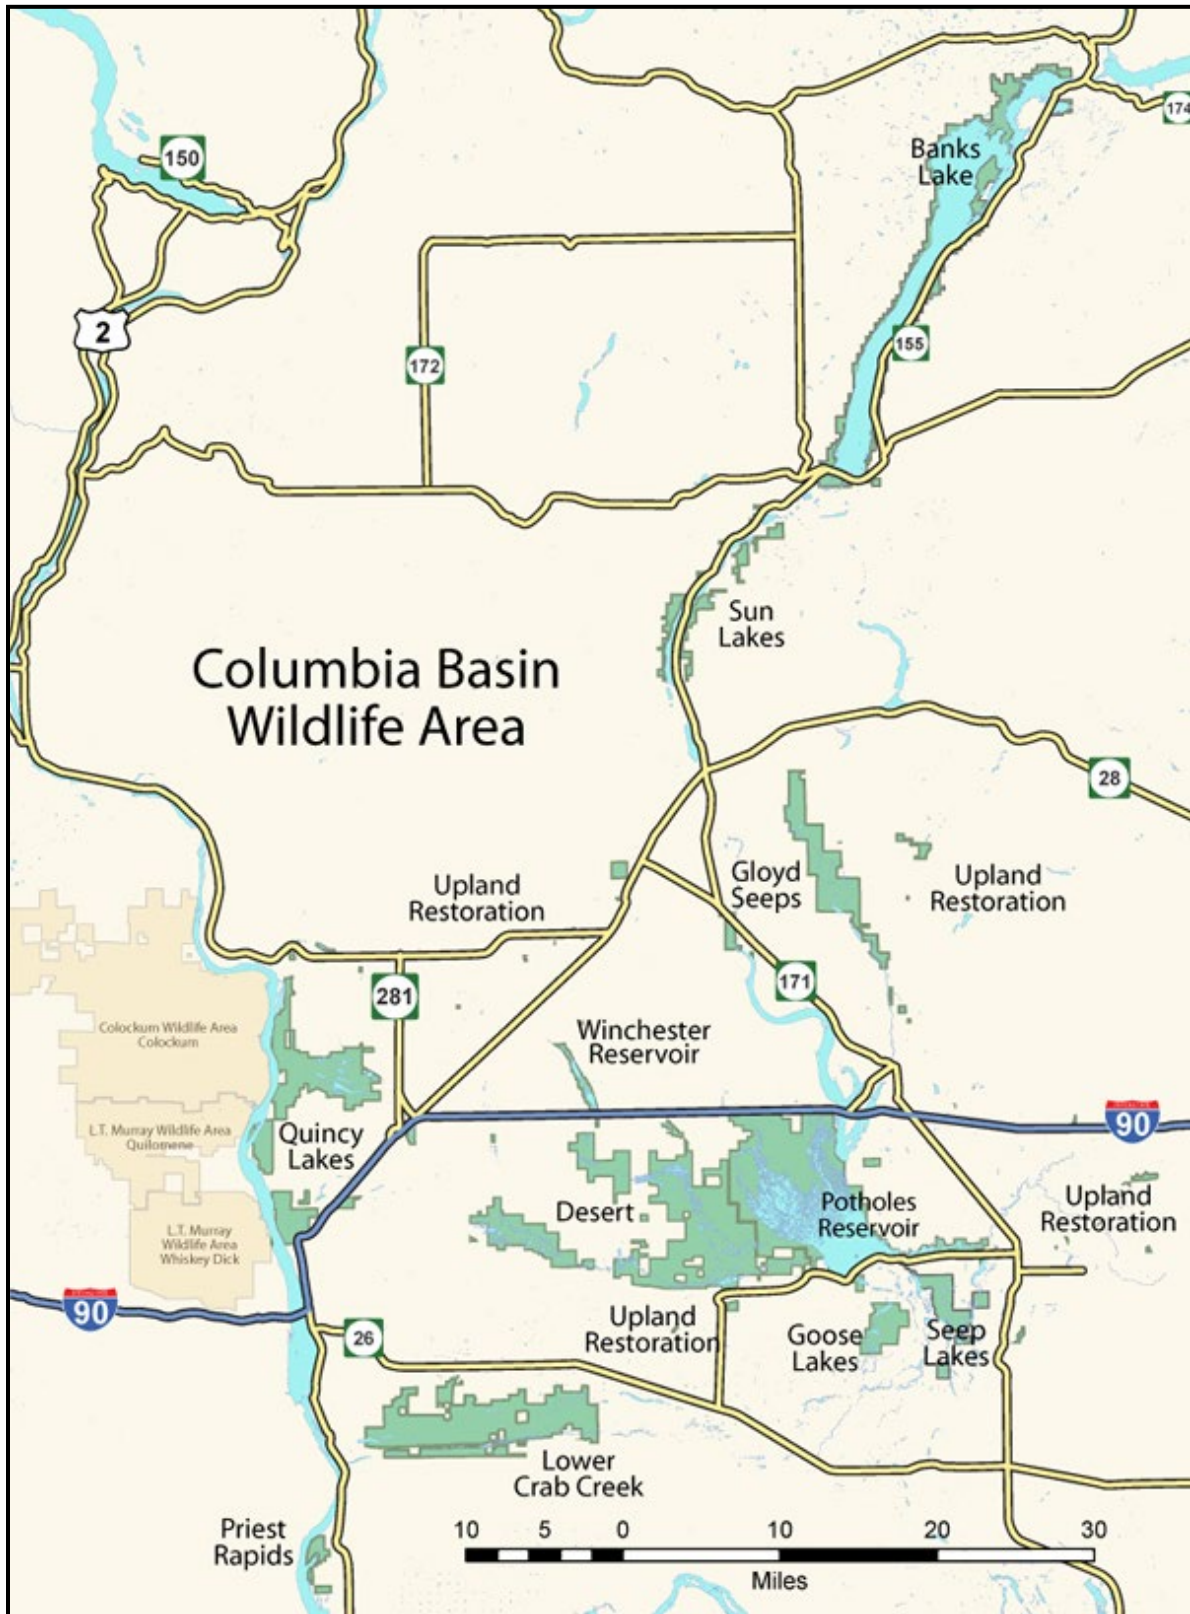 150
174
Banks
Lake
2
155
172
Sun
Lakes
Columbia Basin
Wildlife Area
28
Gloyd
Seeps
Upland
Restoration
Upland
Restoration
171
281
Winchester
Reservoir
Colockum Wildlife Area
Colockum
90
L.T. Murray Wildlife Area
Quilomene
Quincy
Lakes
Desert
Potholes
Reservoir
Upland
Restoration
L.T. Murray
Wildlife Area
Whiskey Dick
90
26
Upland
Restoration
Goose
Lakes
Seep
Lakes
Lower
Crab Creek
Priest
Rapids
10 5 0 10 20 30
Miles